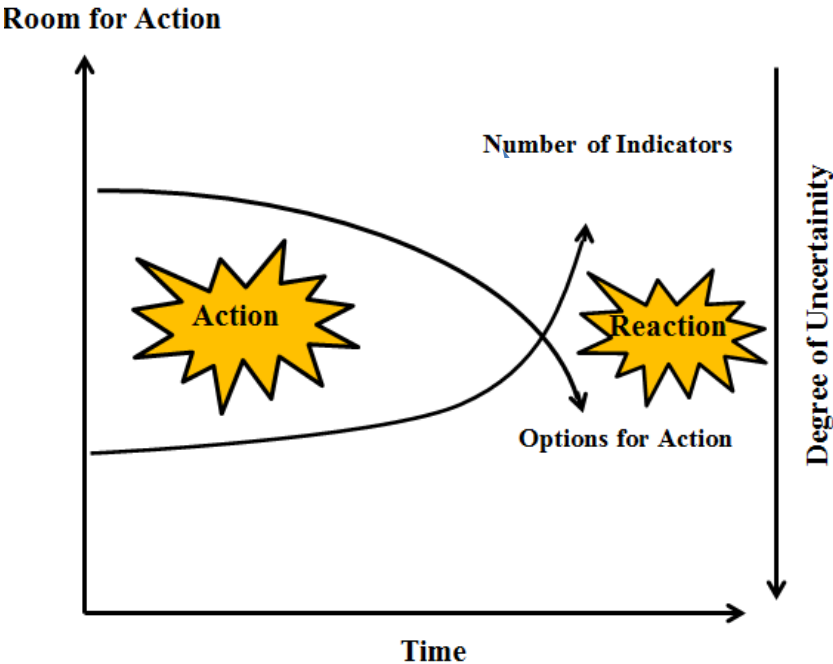 Room for Action
Number of Indicators
Action
Reaction
Options for Action
Degree of Uncertainity
Time